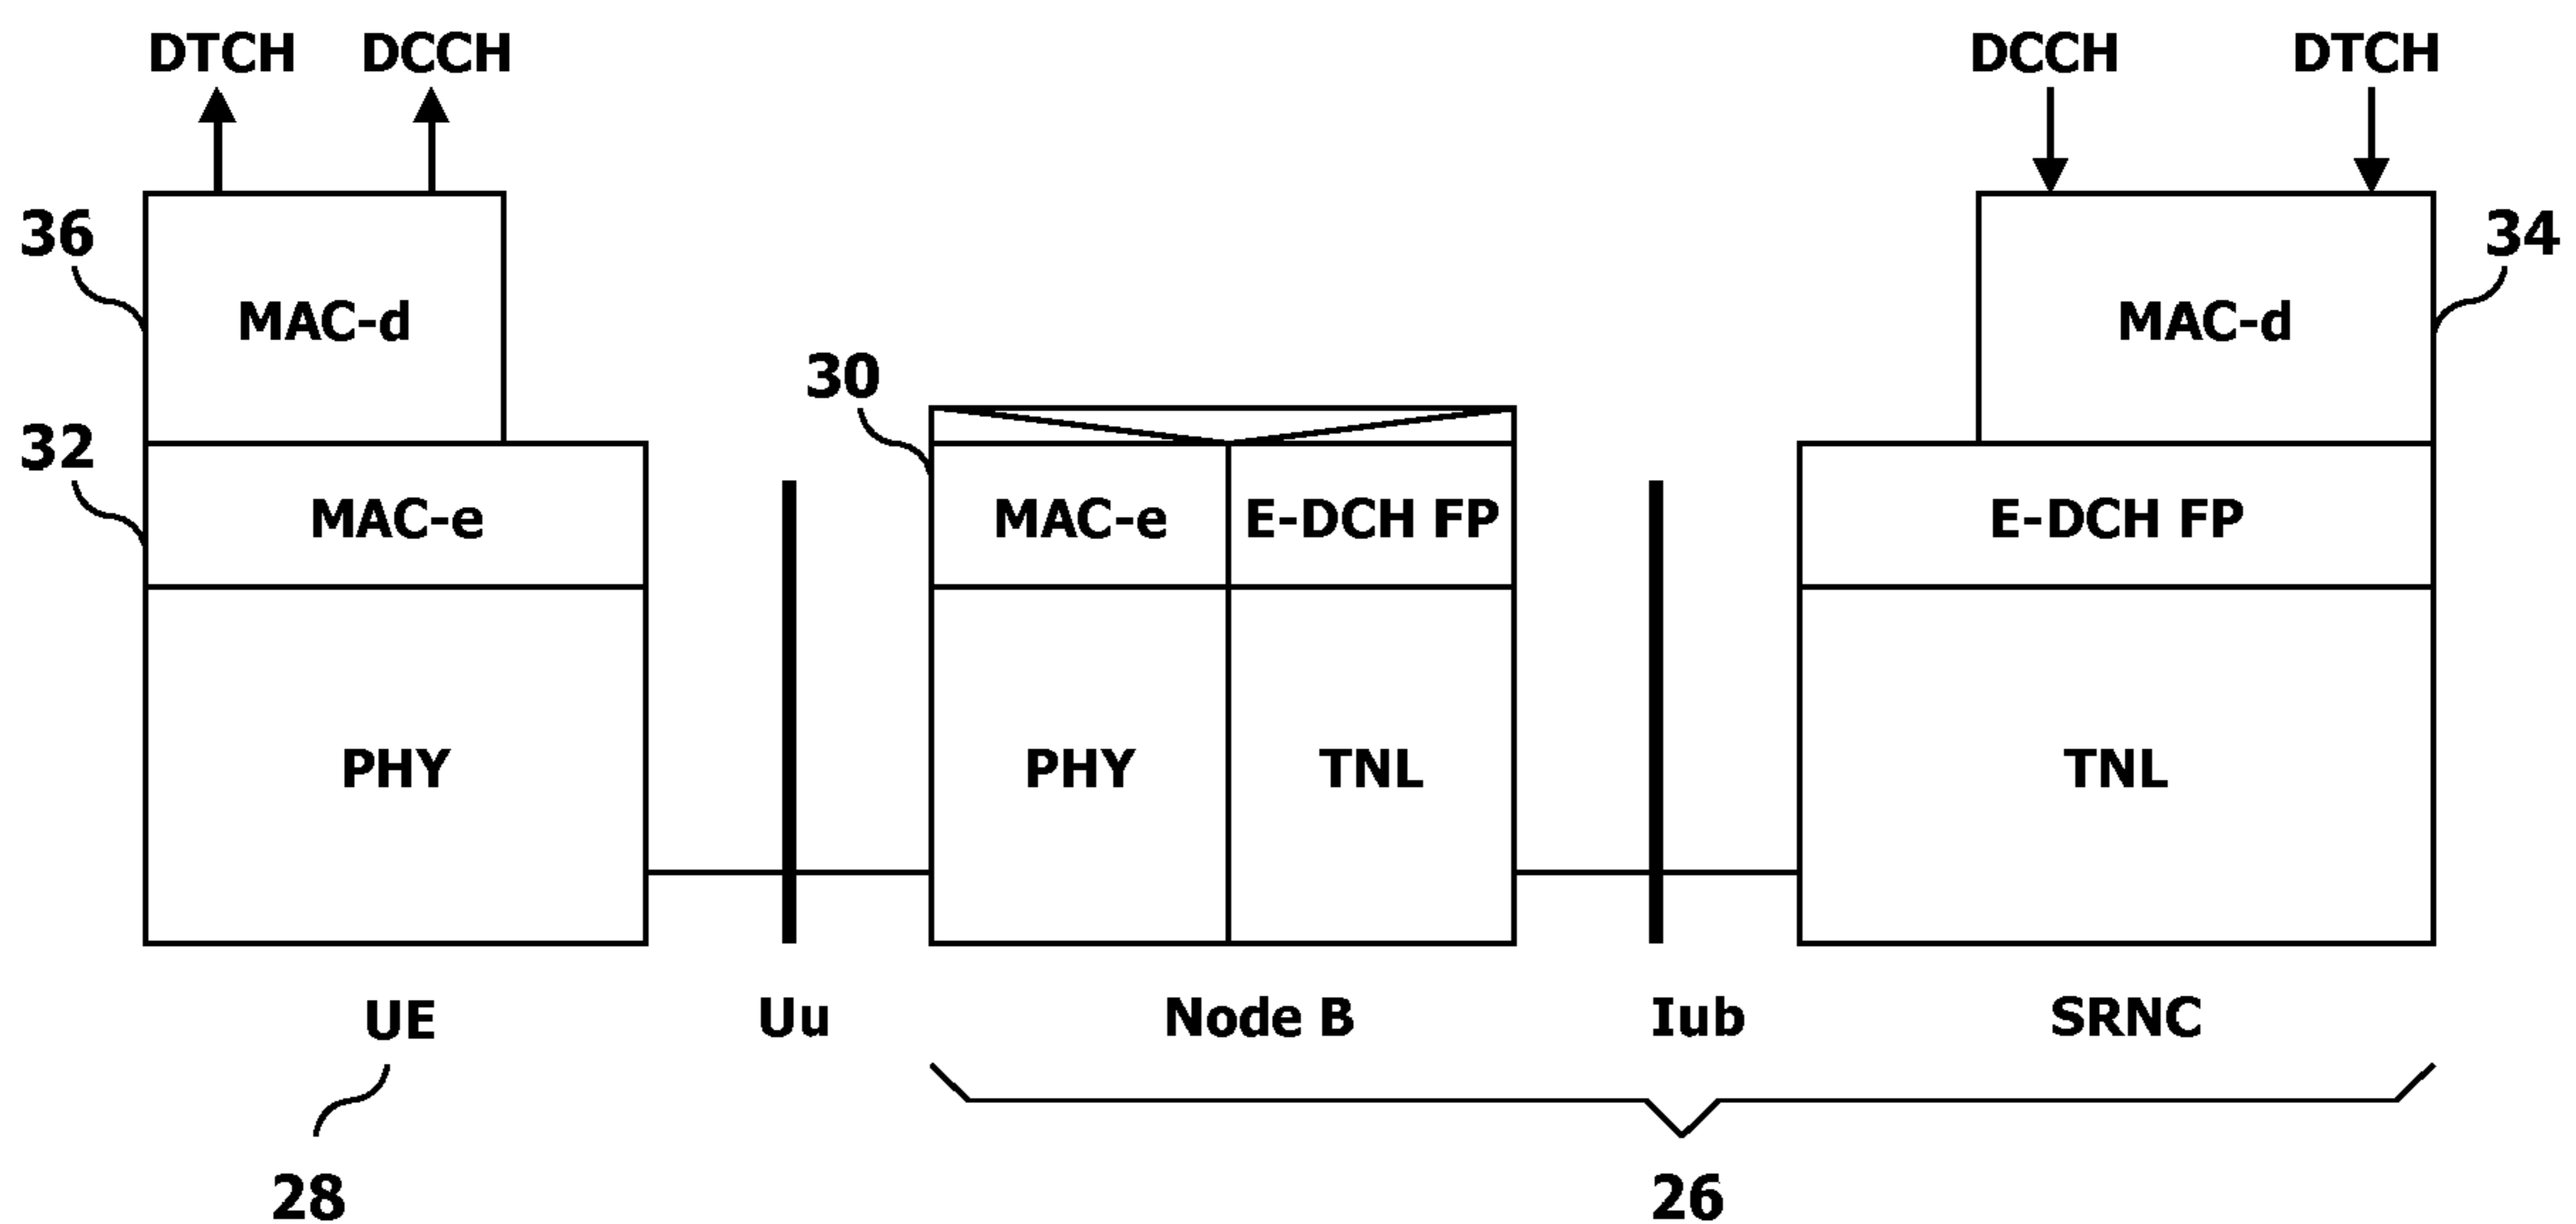 DTCH DCCH DCCH DTCH
36 34
MAC-d MAC-d
30
32
MAC-e MAC-e E-DCH FP E-DCH FP
PHY PHY TNL TNL
UE Uu Node B Iub SRNC
28 26